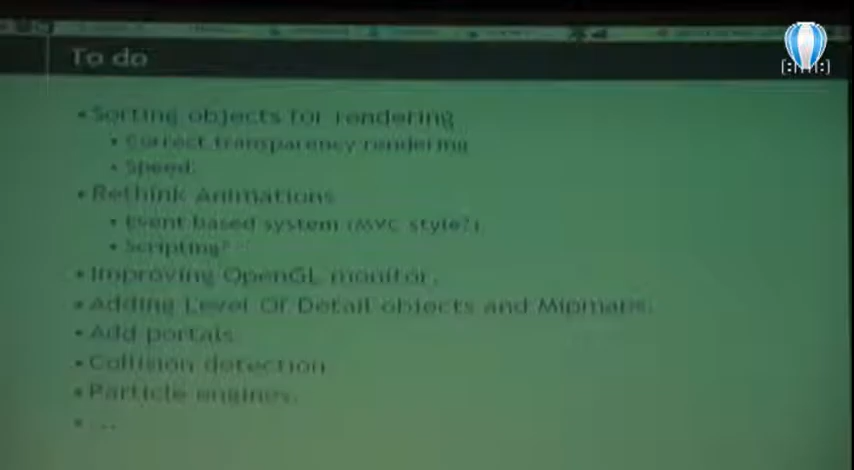 To do
• Sorting objects for rendering
• Correct transparency rendering
• Speed.
• Rethink Animations
• Event based system (MVC style?)
• Scripting?
• Improving OpenGL monitor.
• Adding Level Of Detail objects and Mipmaps.
• Add portals
• Collision detection
• Particle engines.
• ...